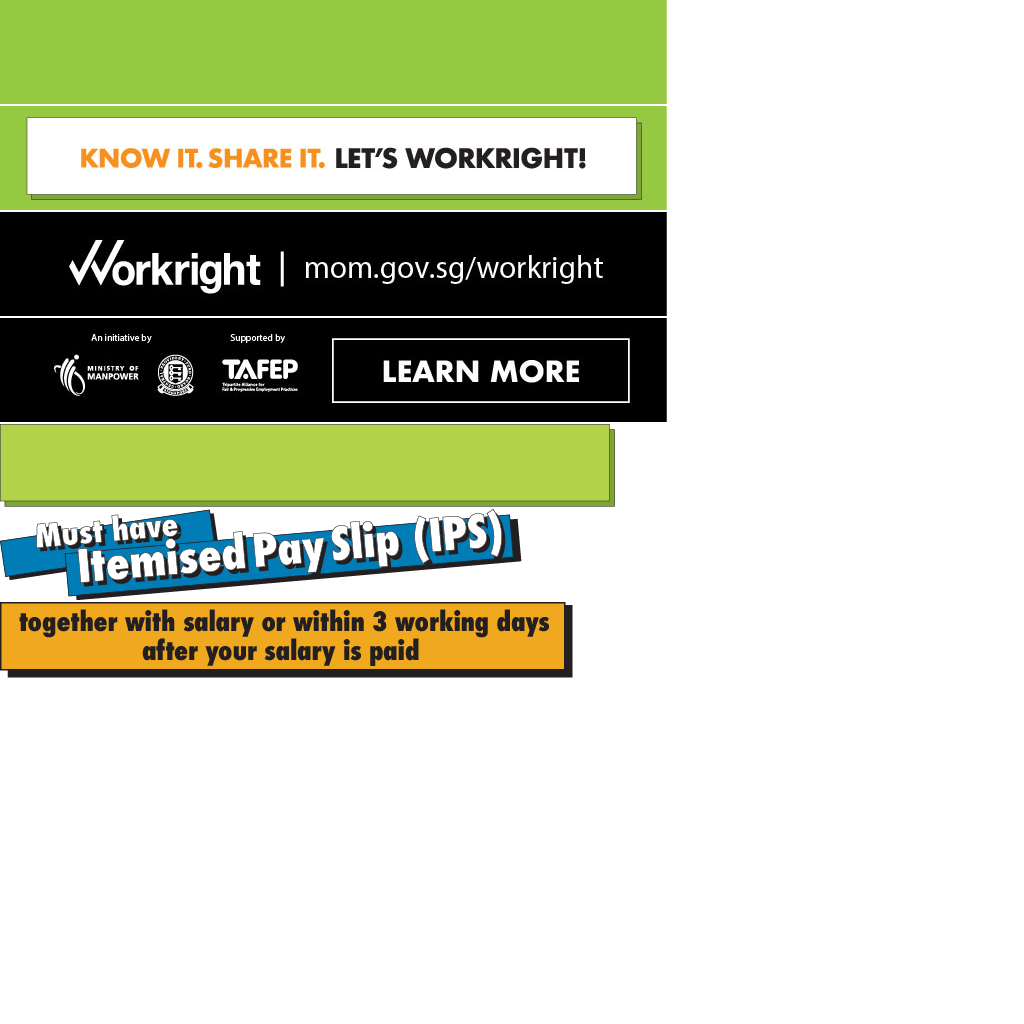 KNOW IT. SHARE IT. LET'S WORKRIGHT!
Workright | mom.gov.sg/workright
An initiative by
Supported by
MINISTRY OF
MANPOWER
TAFEP
Tripartite Alliance for
Fair & Progressive Employment Practices
LEARN MORE
Must have
Itemised Pay Slip (IPS)
together with salary or within 3 working days
after your salary is paid